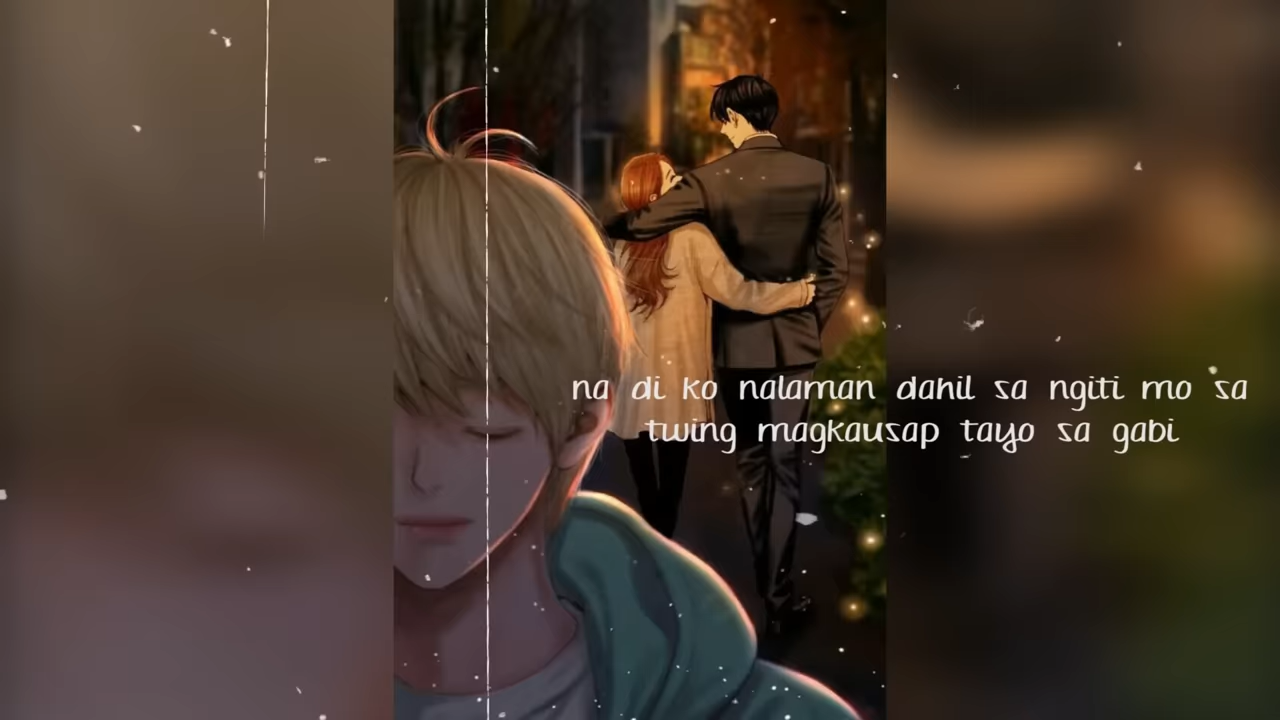 na di ko nalaman dahil sa ngiti mo sa
twing magkausap tayo sa gabi